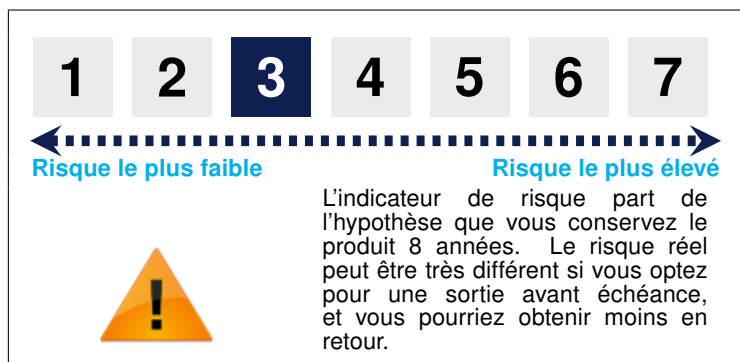 1 2 3 4 5 6 7
Risque le plus faible Risque le plus élevé
L'indicateur de risque part de
l'hypothèse que vous conservez le
produit 8 années. Le risque réel
peut être très différent si vous optez
pour une sortie avant échéance,
et vous pourriez obtenir moins en
retour.
!